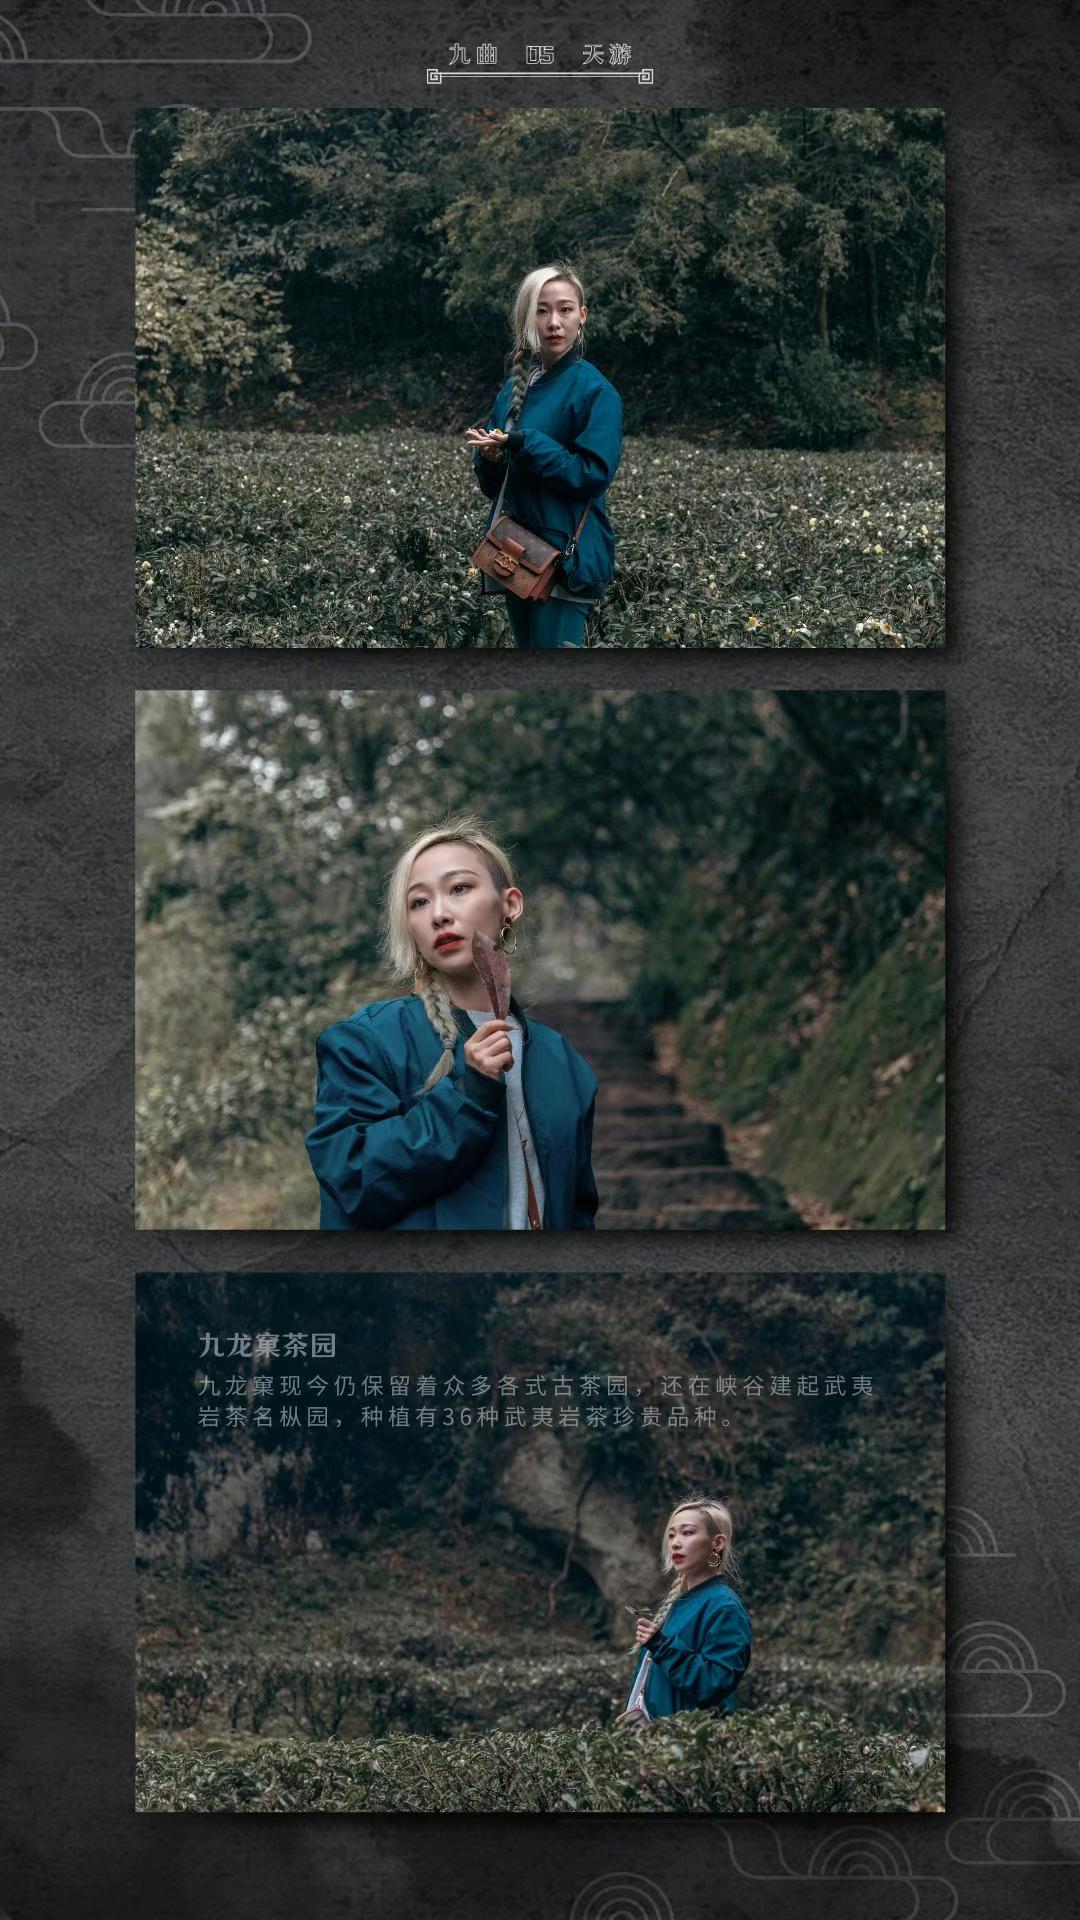 九曲 05 天游
九龙窠茶园
九龙窠现今仍保留着众多各式古茶园，还在峡谷建起武夷
岩茶名枞园，种植有36种武夷岩茶珍贵品种。